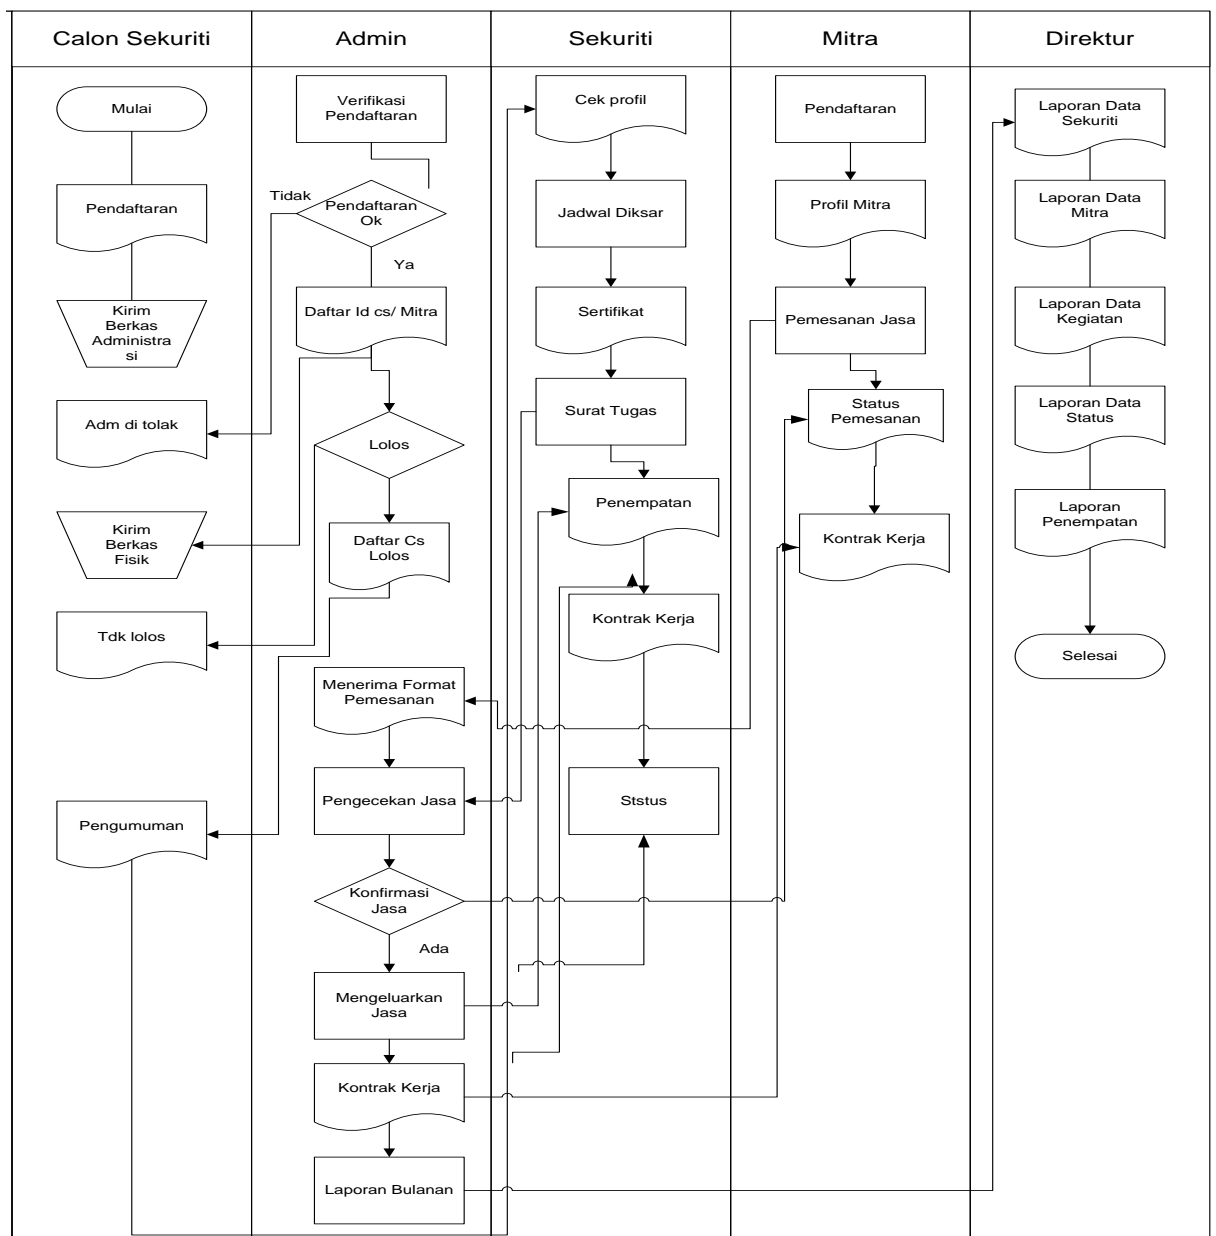 Calon Sekuriti
Admin
Sekuriti
Mitra
Direktur
Mulai
Pendaftaran
Kirim
Berkas
Administra
si
Adm di tolak
Kirim
Berkas
Fisik
Tdk lolos
Pengumuman
Verifikasi
Pendaftaran
Tidak
Pendaftaran
Ok
Ya
Daftar Id cs/ Mitra
Lolos
Daftar Cs
Lolos
Menerima Format
Pemesanan
Pengecekan Jasa
Konfirmasi
Jasa
Ada
Mengeluarkan
Jasa
Kontrak Kerja
Laporan Bulanan
Cek profil
Jadwal Diksar
Sertifikat
Surat Tugas
Penempatan
Kontrak Kerja
Ststus
Pendaftaran
Profil Mitra
Pemesanan Jasa
Status
Pemesanan
Kontrak Kerja
Laporan Data
Sekuriti
Laporan Data
Mitra
Laporan Data
Kegiatan
Laporan Data
Status
Laporan
Penempatan
Selesai